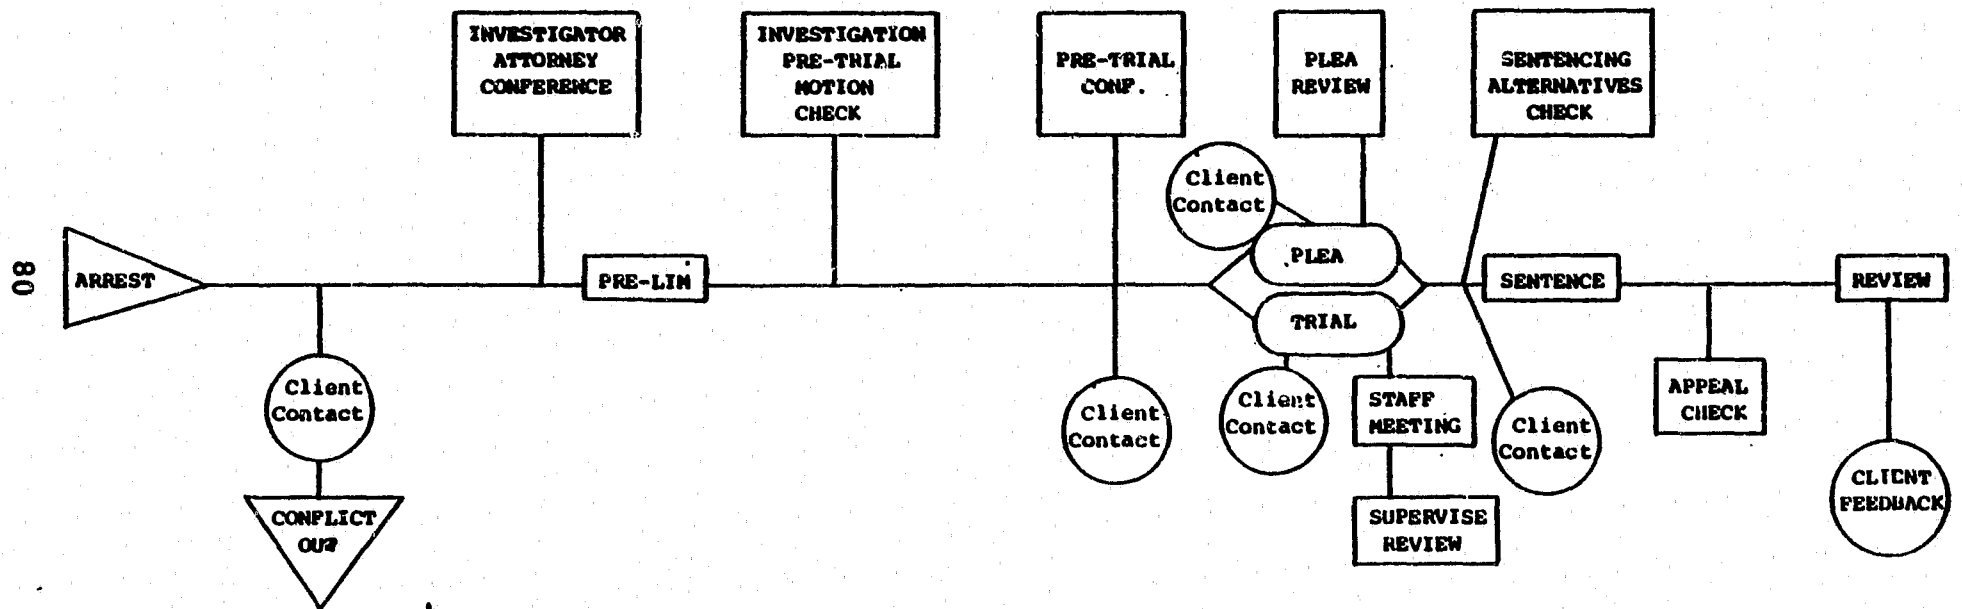 INVESTIGATOR
ATTORNEY
CONFERENCE
INVESTIGATION
PRE-TRIAL
MOTION
CHECK
PRE-TRIAL
CONF.
PLEA
REVIEW
SENTENCING
ALTERNATIVES
CHECK
Client
Contact
80
ARREST
PRE-LIM
PLEA
TRIAL
SENTENCE
REVIEW
Client
Contact
CONFLICT
OUT
Client
Contact
Client
Contact
STAFF
MEETING
SUPERVISE
REVIEW
Client
Contact
APPEAL
CHECK
CLIENT
FEEDBACK